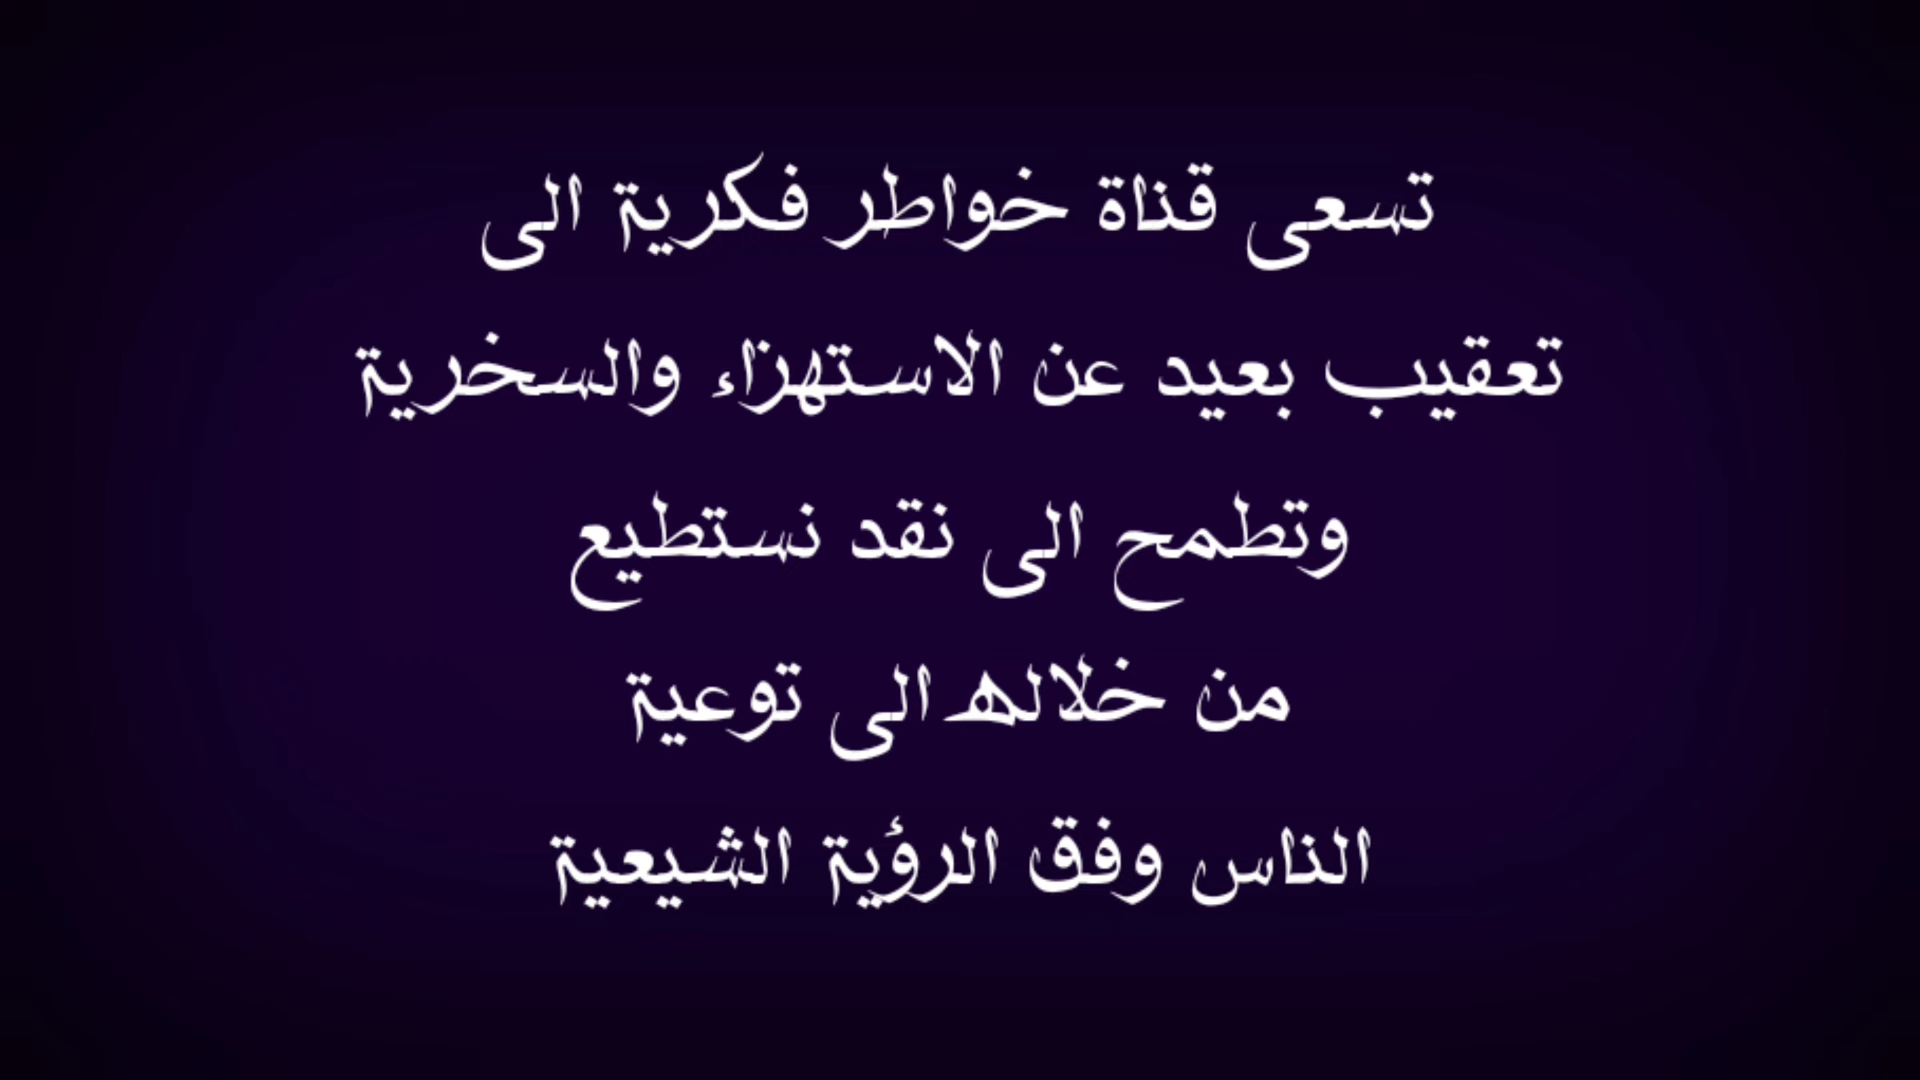 تسعى قناة خواطر فكرية الى
تعقيب بعيد عن الاستهزاء والسخرية
وتطمح الى نقد نستطيع
من خلاله الى توعية
الناس وفق الرؤية الشيعية